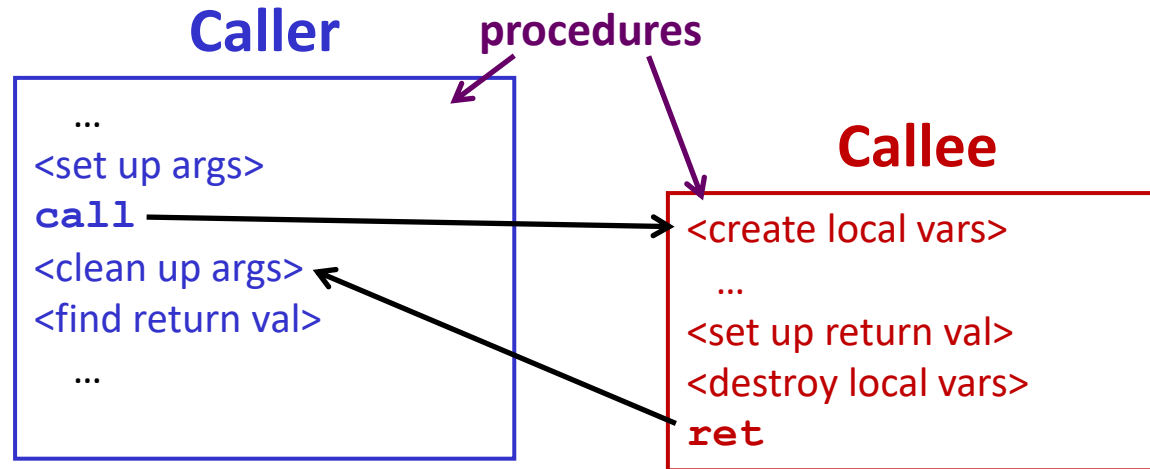 Caller
procedures
...
<set up args>
call
<clean up args>
<find return val>
...
Callee
<create local vars>
...
<set up return val>
<destroy local vars>
ret